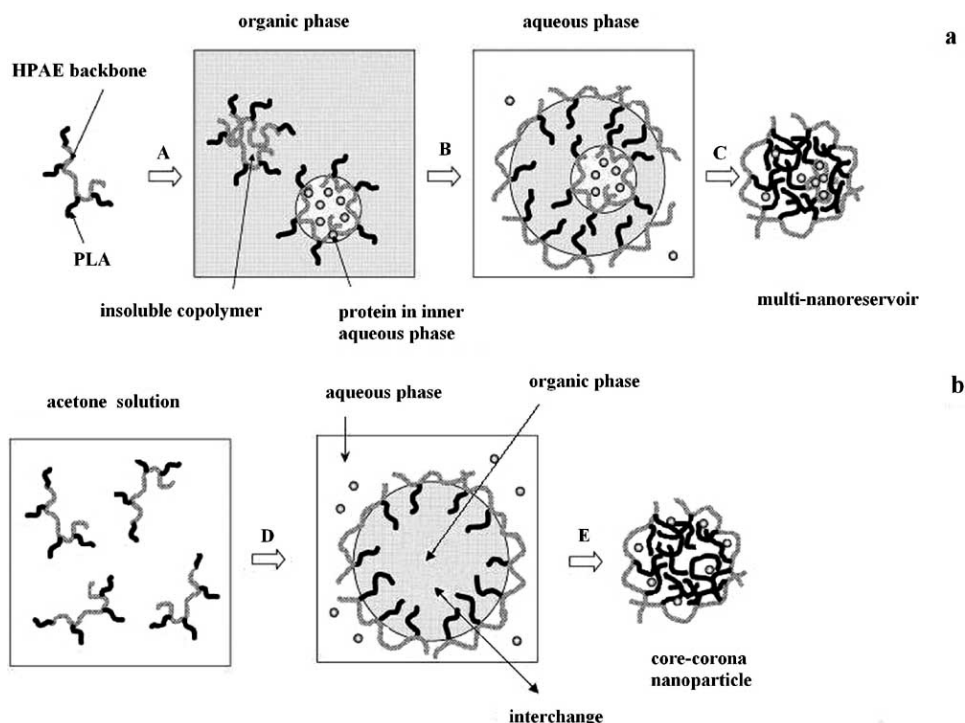 organic phase
aqueous phase
a
HPAE backbone
A
B
C
PLA
insoluble copolymer
protein in inner
aqueous phase
multi-nanoreservoir
b
acetone solution
aqueous phase
organic phase
D
E
core-corona
nanoparticle
interchange